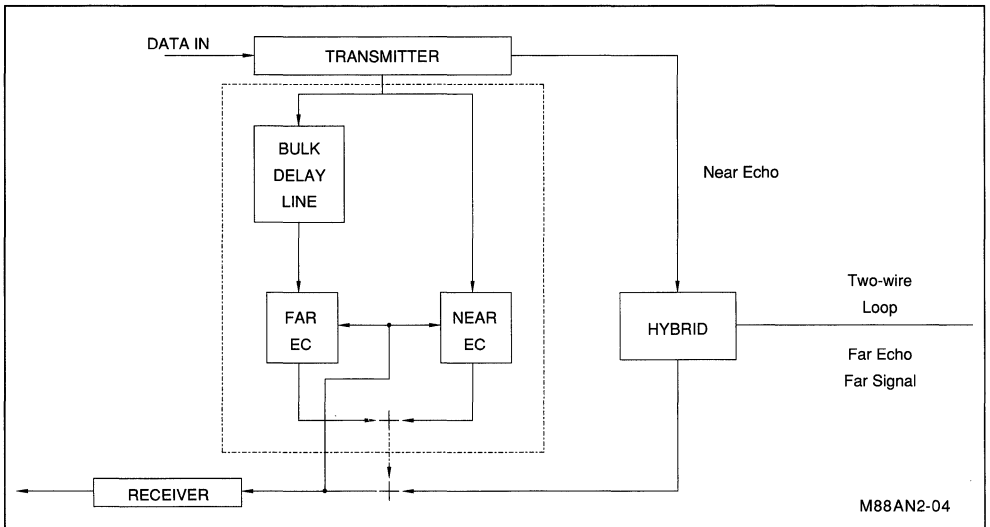 DATA IN
TRANSMITTER
BULK
DELAY
LINE
Near Echo
FAR
EC
NEAR
EC
HYBRID
Two-wire
Loop
Far Echo
Far Signal
RECEIVER
M88AN2-04